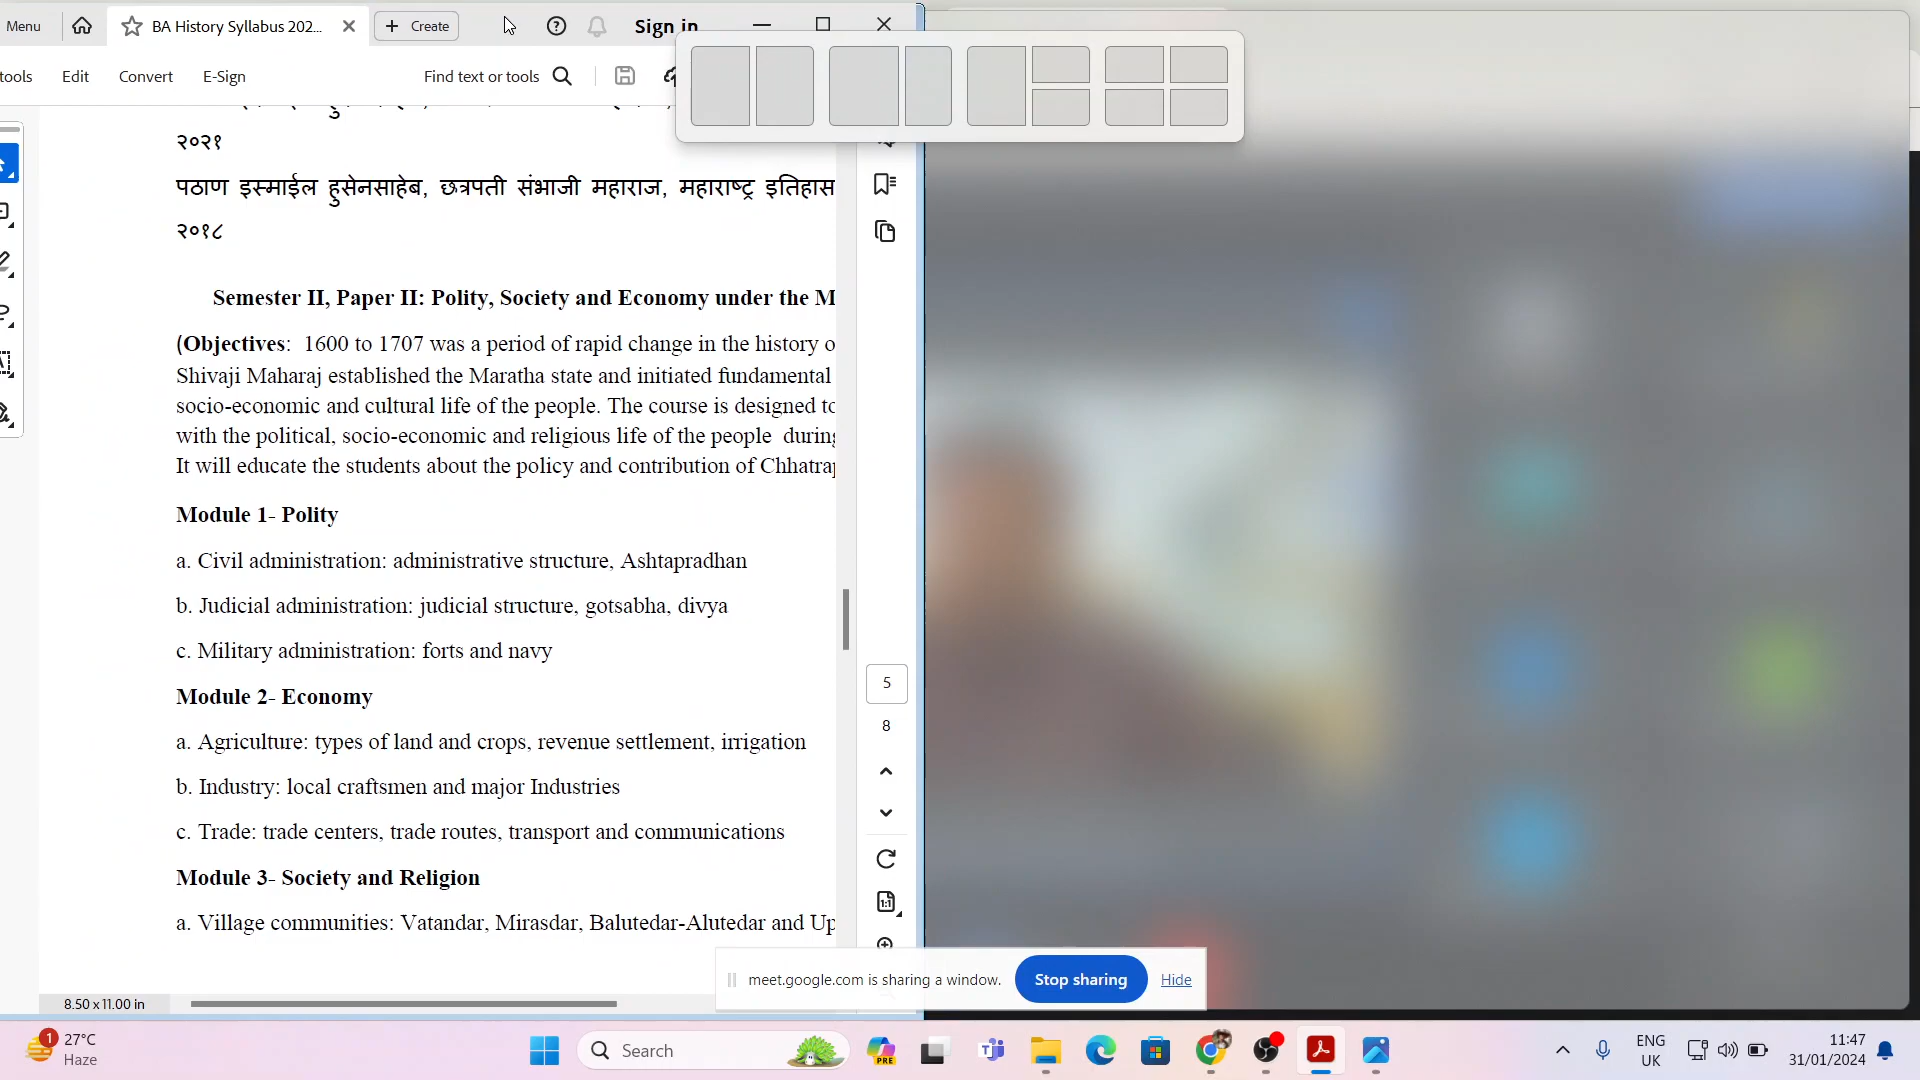 Menu
BA History Syllabus 202...
Create
Sign in
tools
Edit
Convert
E-Sign
Find text or tools
२०२१
पठाण इस्माईल हुसेनसाहेब, छत्रपती संभाजी महाराज, महाराष्ट्र इतिहास
२०१८
Semester II, Paper II: Polity, Society and Economy under the M
(Objectives: 1600 to 1707 was a period of rapid change in the history o
Shivaji Maharaj established the Maratha state and initiated fundamental
socio-economic and cultural life of the people. The course is designed to
with the political, socio-economic and religious life of the people during
It will educate the students about the policy and contribution of Chhatrap
Module 1- Polity
a. Civil administration: administrative structure, Ashtapradhan
b. Judicial administration: judicial structure, gotsabha, divya
c. Military administration: forts and navy
Module 2- Economy
a. Agriculture: types of land and crops, revenue settlement, irrigation
b. Industry: local craftsmen and major Industries
c. Trade: trade centers, trade routes, transport and communications
Module 3- Society and Religion
a. Village communities: Vatandar, Mirasdar, Balutedar-Alutedar and Up
5
8
1:1
meet.google.com is sharing a window.
Stop sharing
Hide
8.50 x 11.00 in
1
27°C
Haze
Search
PRE
ENG
UK
11:47
31/01/2024